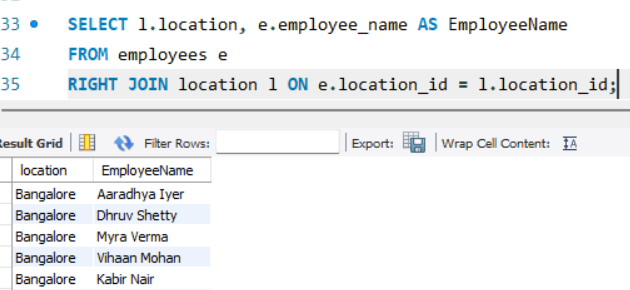 33 SELECT l.location, e.employee_name AS EmployeeName
34 FROM employees e
35 RIGHT JOIN location l ON e.location_id = l.location_id;
Result Grid Filter Rows: Export: Wrap Cell Content: IA
location EmployeeName
Bangalore Aaradhya Iyer
Bangalore Dhruv Shetty
Bangalore Myra Verma
Bangalore Vihaan Mohan
Bangalore Kabir Nair